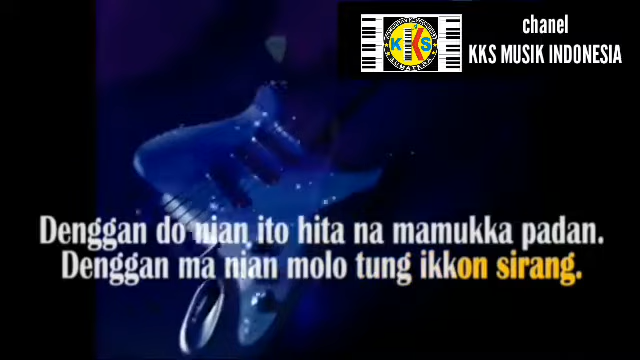 chanel
KKS MUSIK INDONESIA
KKS
Denggan do nian ito hita na mamukka padan.
Denggan ma nian molo tung ikkon sirang.